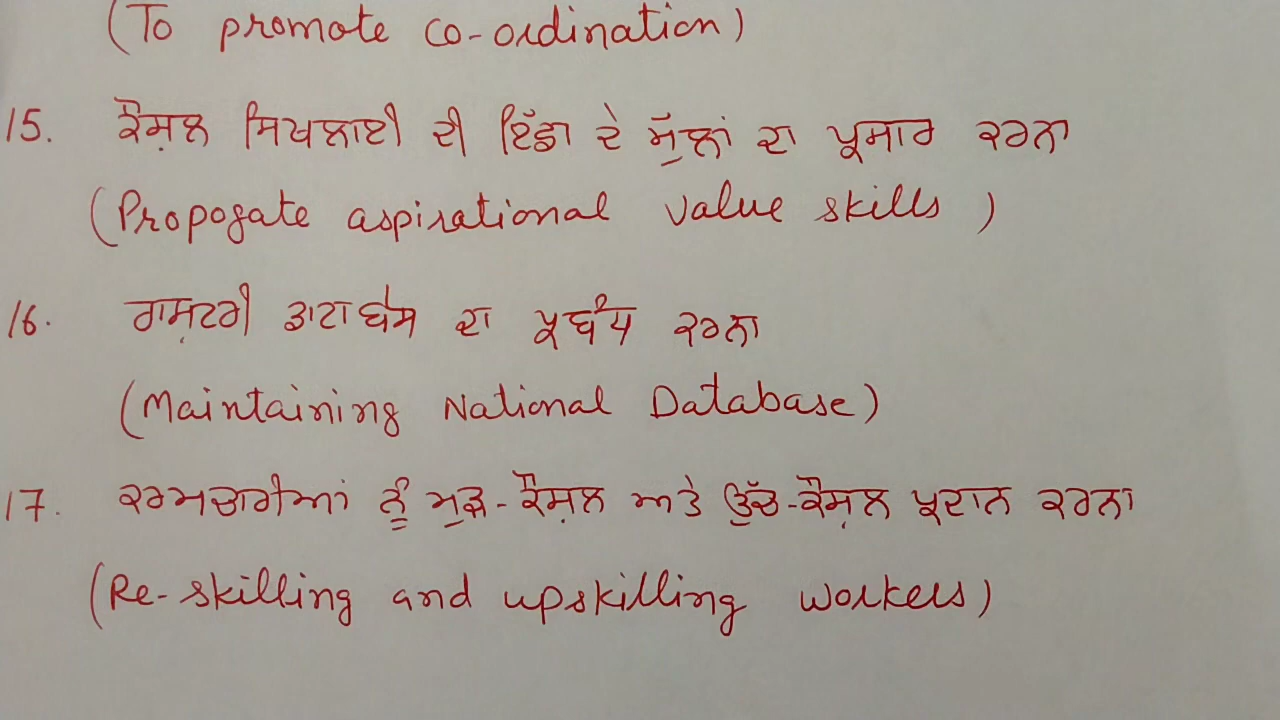 (To promote co-ordination)
15. ਕੌਸ਼ਲ ਸਿਖਲਾਈ ਦੀ ਇੱਛਾ ਦੇ ਮੁੱਲਾਂ ਦਾ ਪ੍ਰਸਾਰ ਕਰਨਾ
(Propogate aspirational value skills)
16. ਰਾਸ਼ਟਰੀ ਡਾਟਾਬੇਸ ਦਾ ਪ੍ਰਬੰਧ ਕਰਨਾ
(Maintaining National Database)
17. ਕਰਮਚਾਰੀਆਂ ਨੂੰ ਮੁੜ-ਕੌਸ਼ਲ ਅਤੇ ਉੱਚ-ਕੌਸ਼ਲ ਪ੍ਰਦਾਨ ਕਰਨਾ
(Re-skilling and upskilling workers)